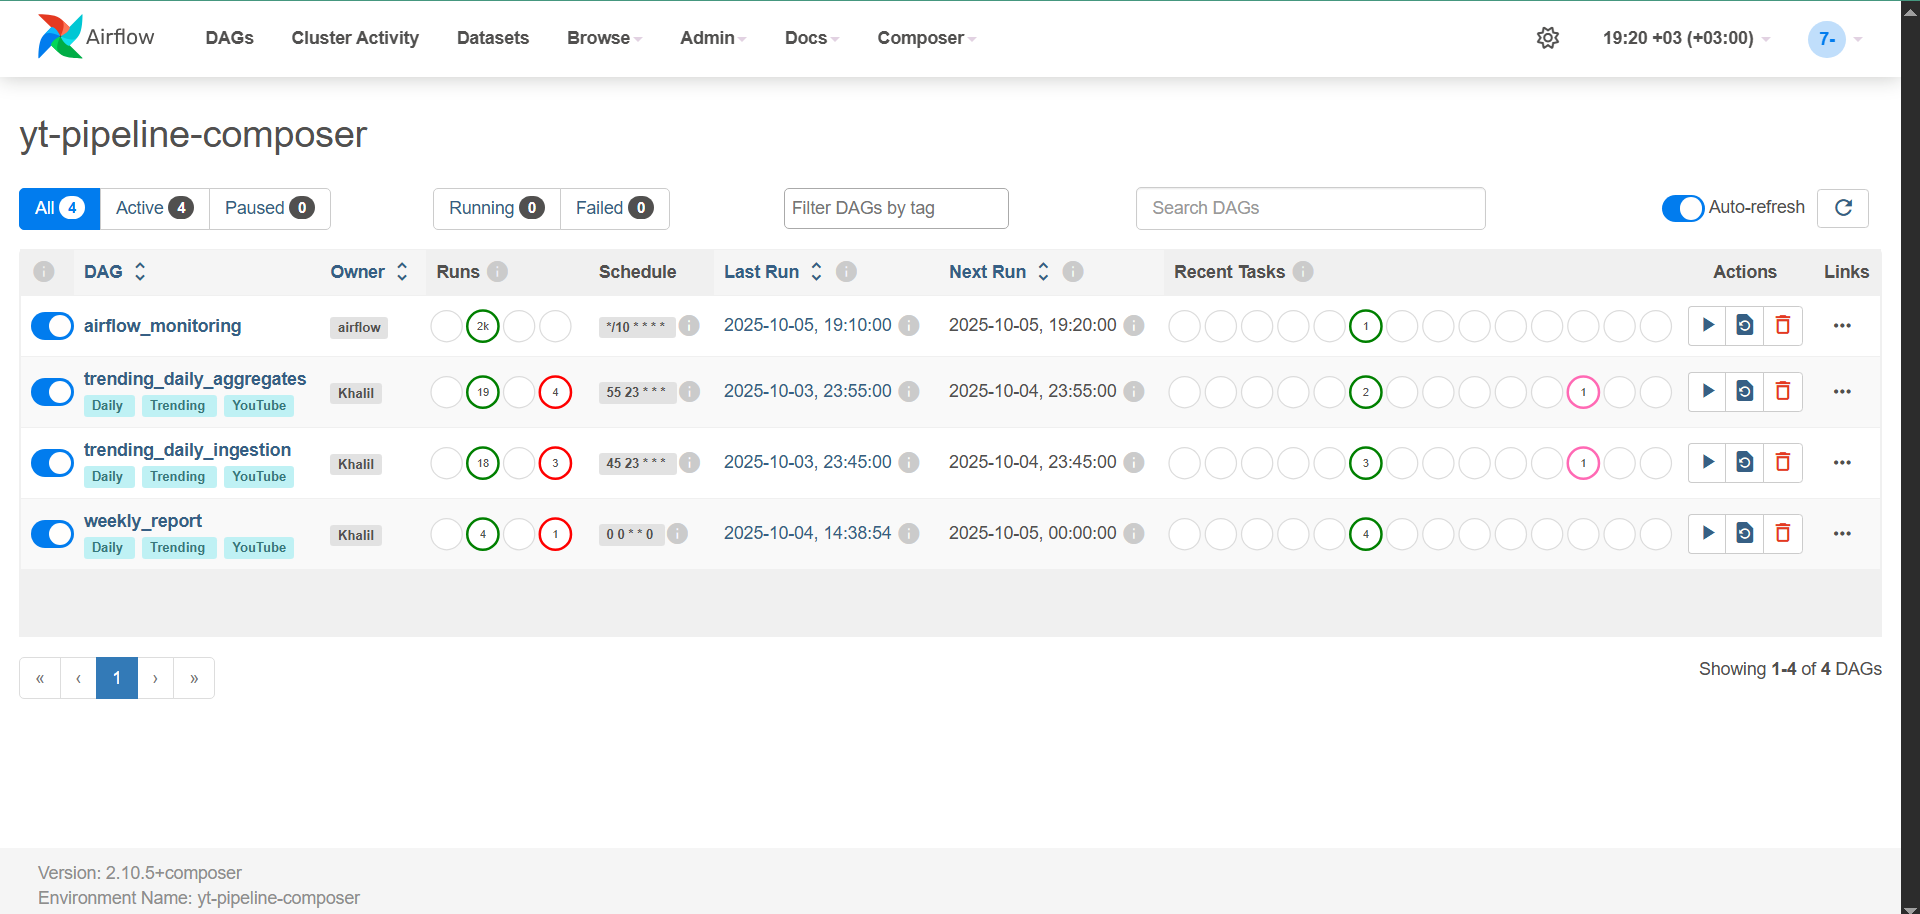 Airflow DAGs Cluster Activity Datasets Browse Admin Docs Composer 19:20 +03 (+03:00) 7-
yt-pipeline-composer
All 4 Active 4 Paused 0 Running 0 Failed 0 Filter DAGs by tag Search DAGs Auto-refresh
DAG Owner Runs Schedule Last Run Next Run Recent Tasks Actions Links
airflow_monitoring airflow 2k */10 * * * * 2025-10-05, 19:10:00 2025-10-05, 19:20:00 1
trending_daily_aggregates Khalil 19 4 55 23 * * * 2025-10-03, 23:55:00 2025-10-04, 23:55:00 2 1
Daily Trending YouTube
trending_daily_ingestion Khalil 18 3 45 23 * * * 2025-10-03, 23:45:00 2025-10-04, 23:45:00 3 1
Daily Trending YouTube
weekly_report Khalil 4 1 0 0 * * 0 2025-10-04, 14:38:54 2025-10-05, 00:00:00 4
Daily Trending YouTube
« ‹ 1 › » Showing 1-4 of 4 DAGs
Version: 2.10.5+composer
Environment Name: yt-pipeline-composer